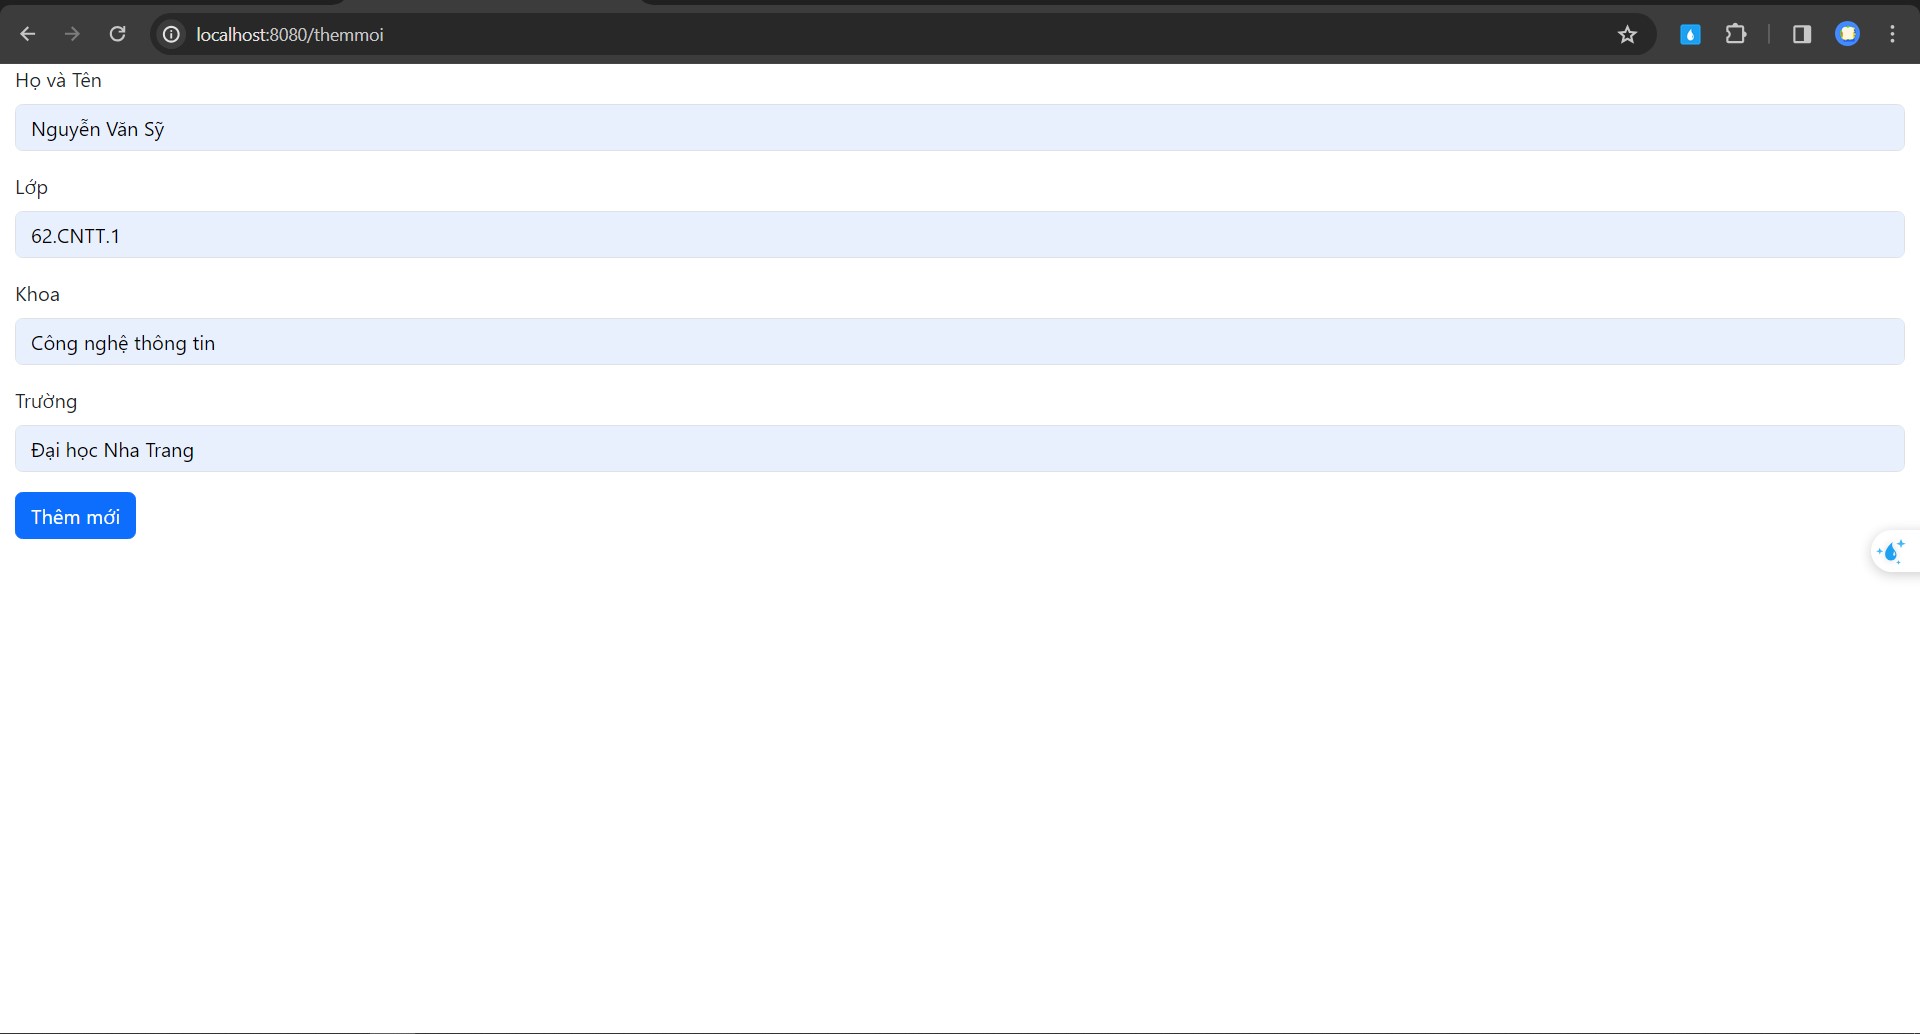 localhost:8080/themmoi
Họ và Tên
Nguyễn Văn Sỹ
Lớp
62.CNTT.1
Khoa
Công nghệ thông tin
Trường
Đại học Nha Trang
Thêm mới